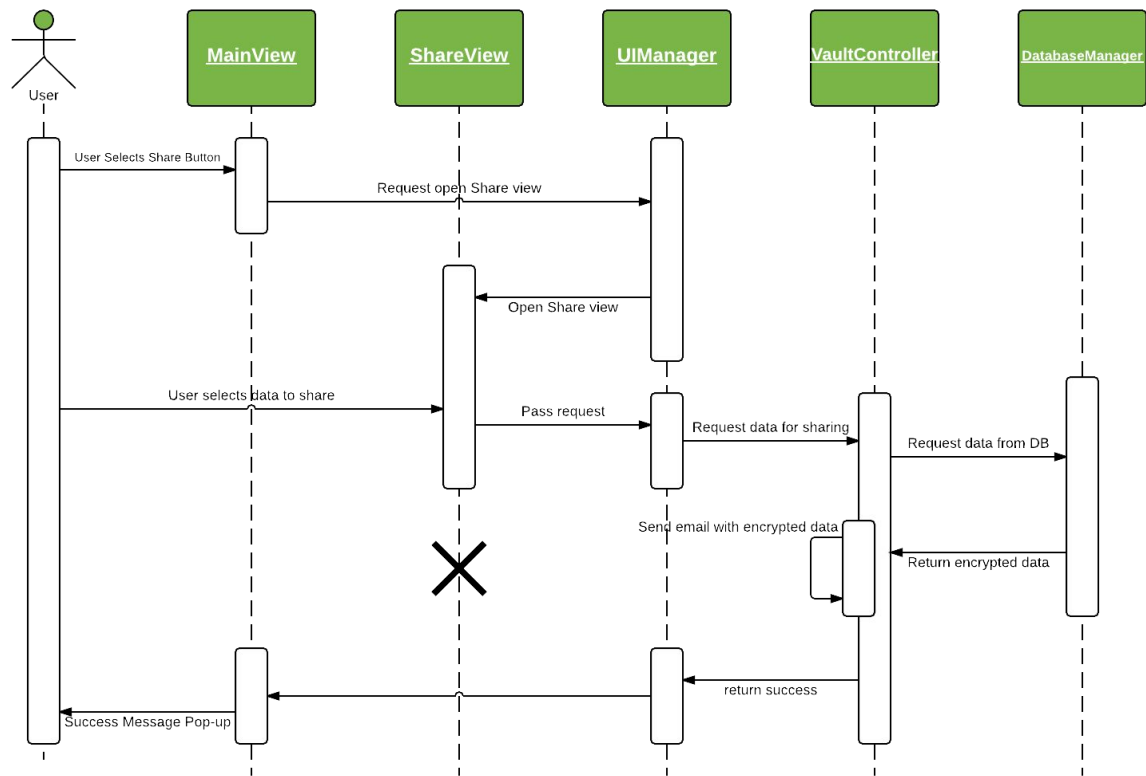 MainView
ShareView
UIManager
VaultController
DatabaseManager
User
User Selects Share Button
Request open Share view
Open Share view
User selects data to share
Pass request
Request data for sharing
Request data from DB
Send email with encrypted data
Return encrypted data
return success
Success Message Pop-up